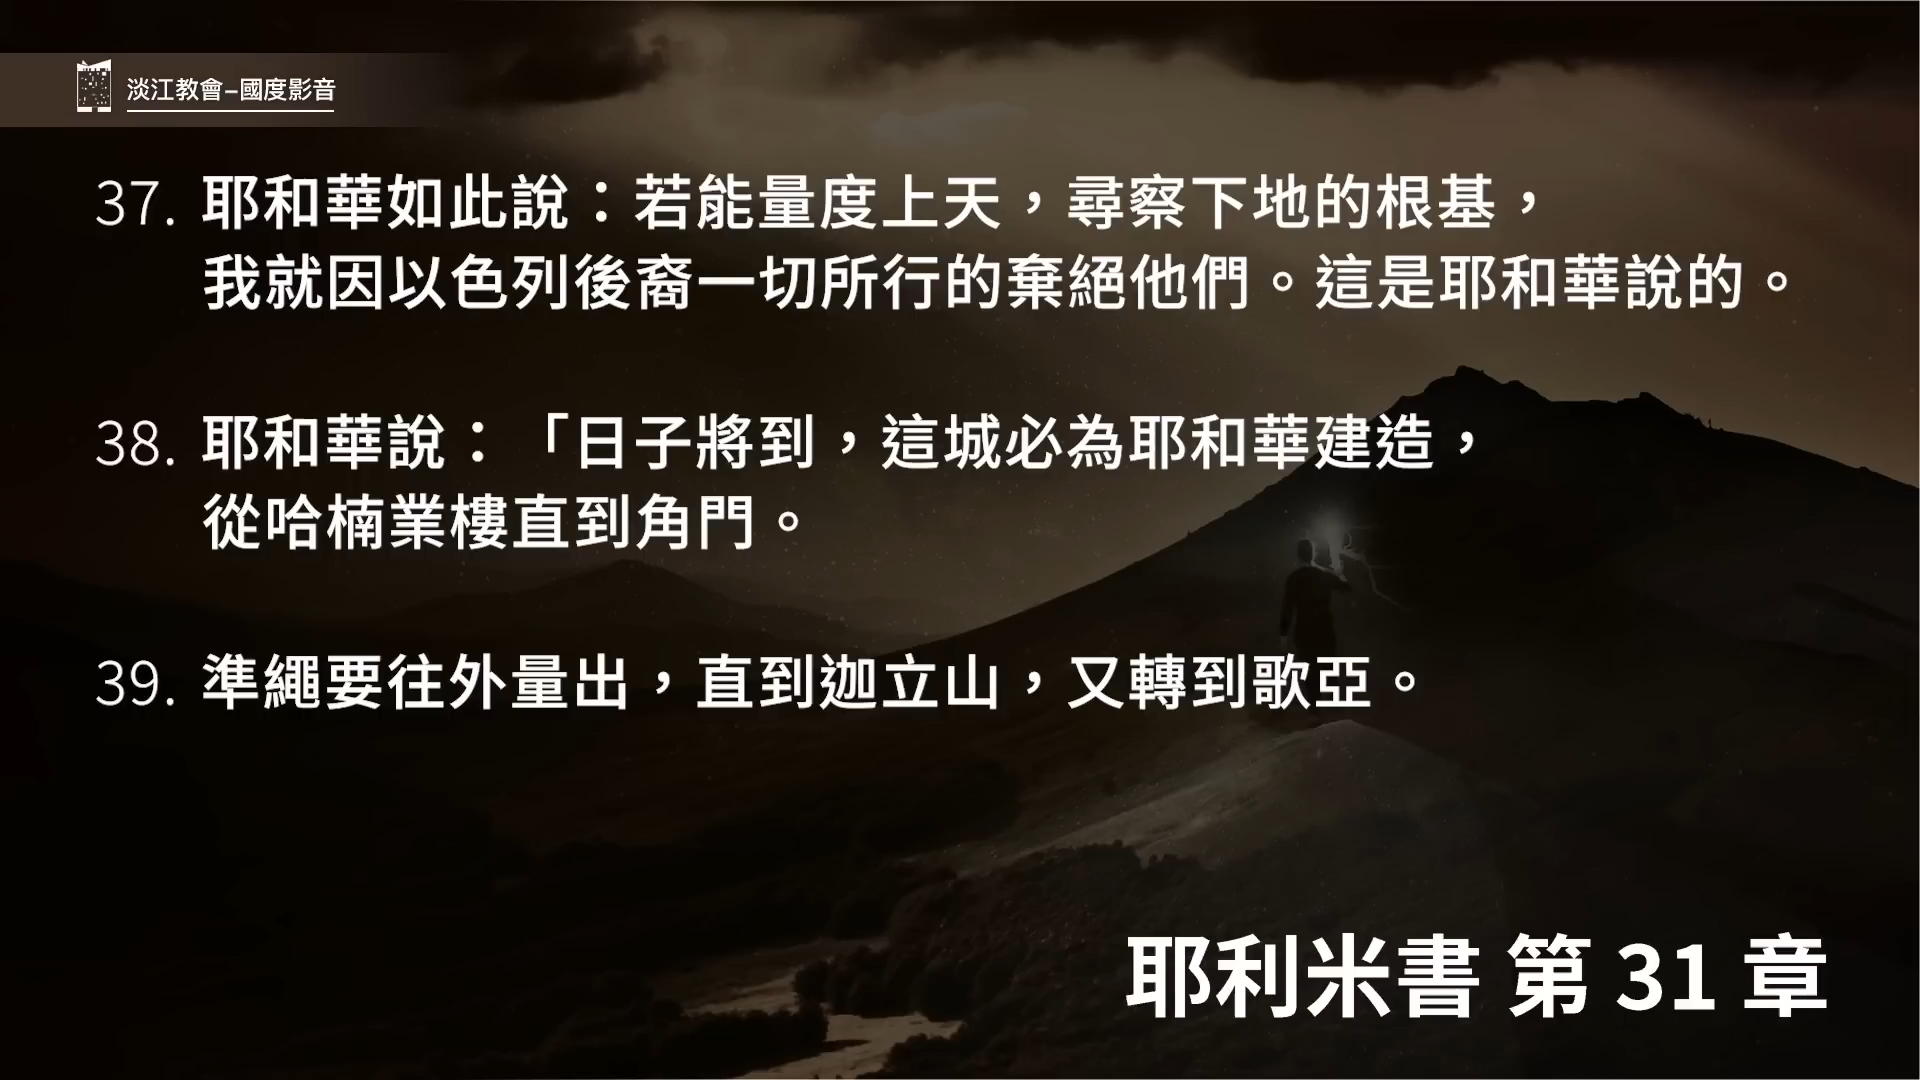 淡江教會–國度影音
37. 耶和華如此說：若能量度上天，尋察下地的根基，
我就因以色列後裔一切所行的棄絕他們。這是耶和華說的。
38. 耶和華說：「日子將到，這城必為耶和華建造，
從哈楠業樓直到角門。
39. 準繩要往外量出，直到迦立山，又轉到歌亞。
耶利米書 第 31 章